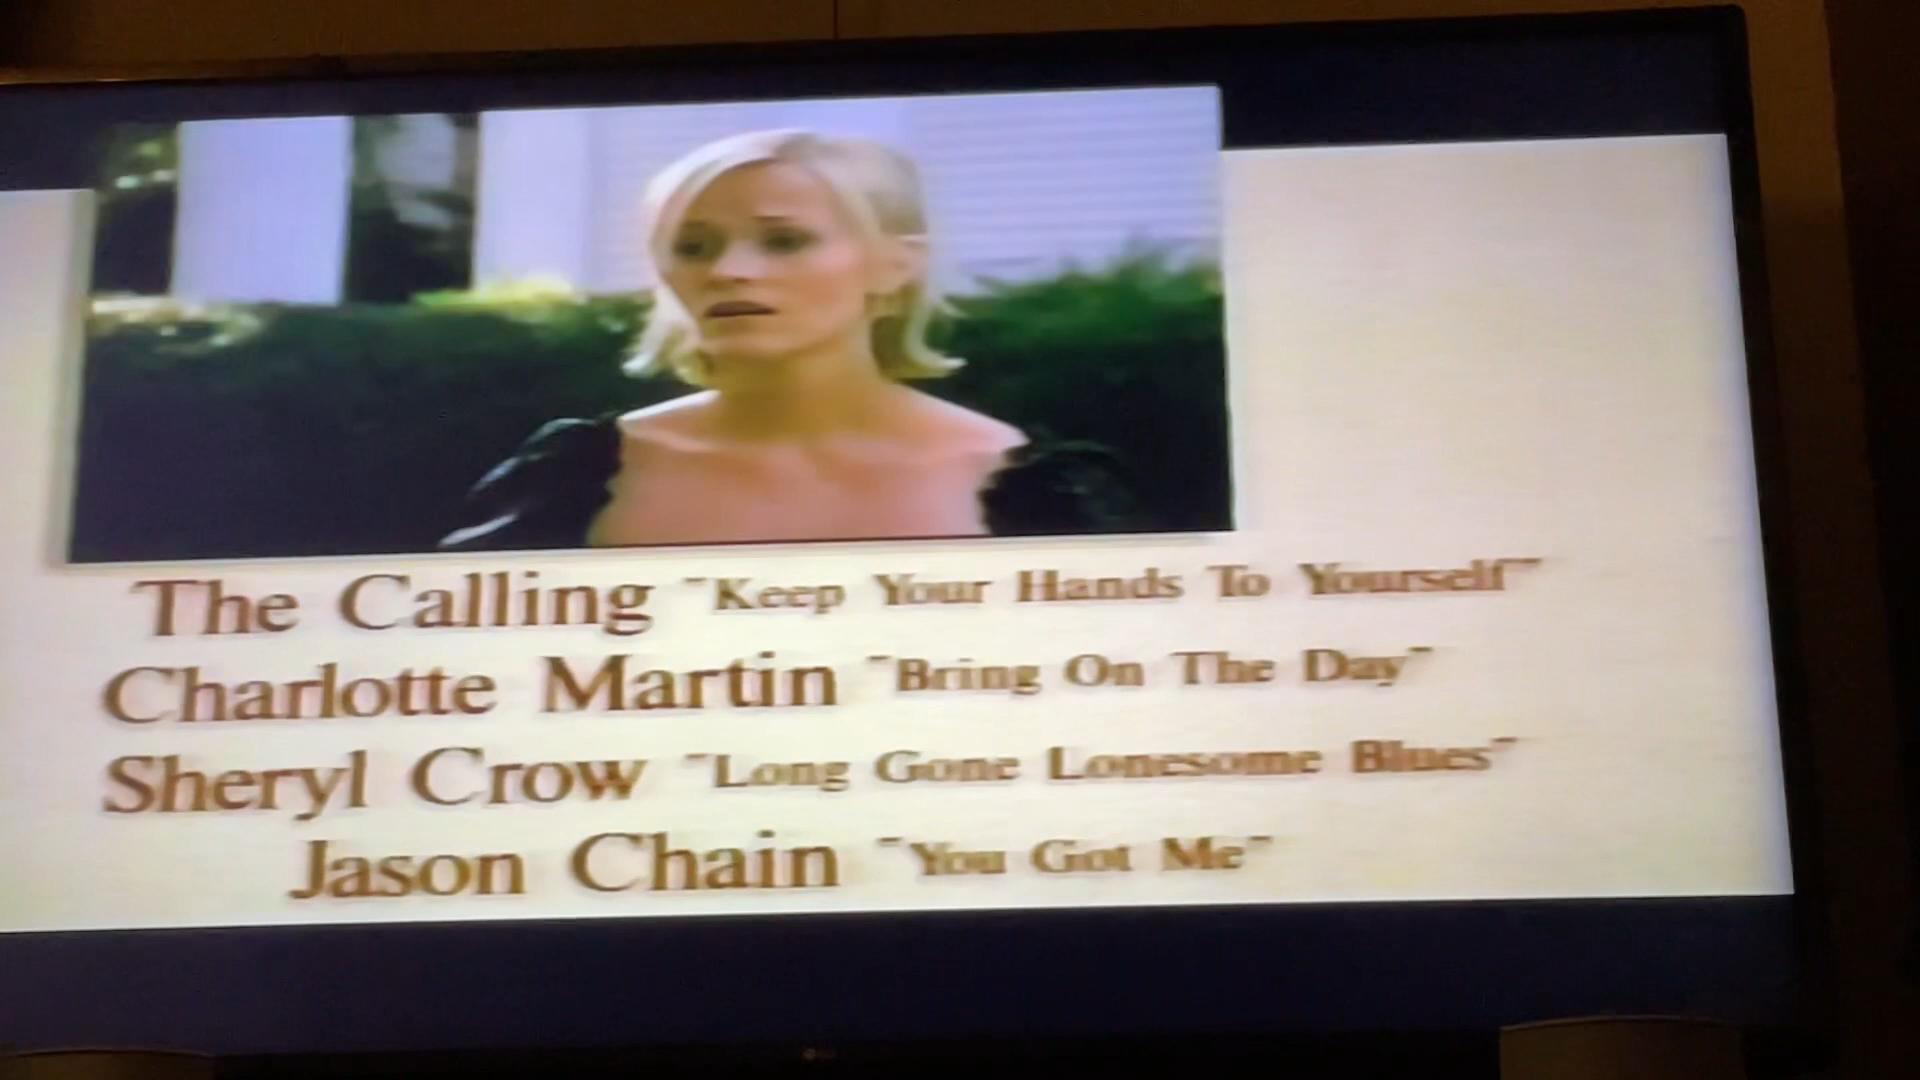 The Calling "Keep Your Hands To Yourself"
Charlotte Martin "Bring On The Day"
Sheryl Crow "Long Gone Lonesome Blues"
Jason Chain "You Got Me"